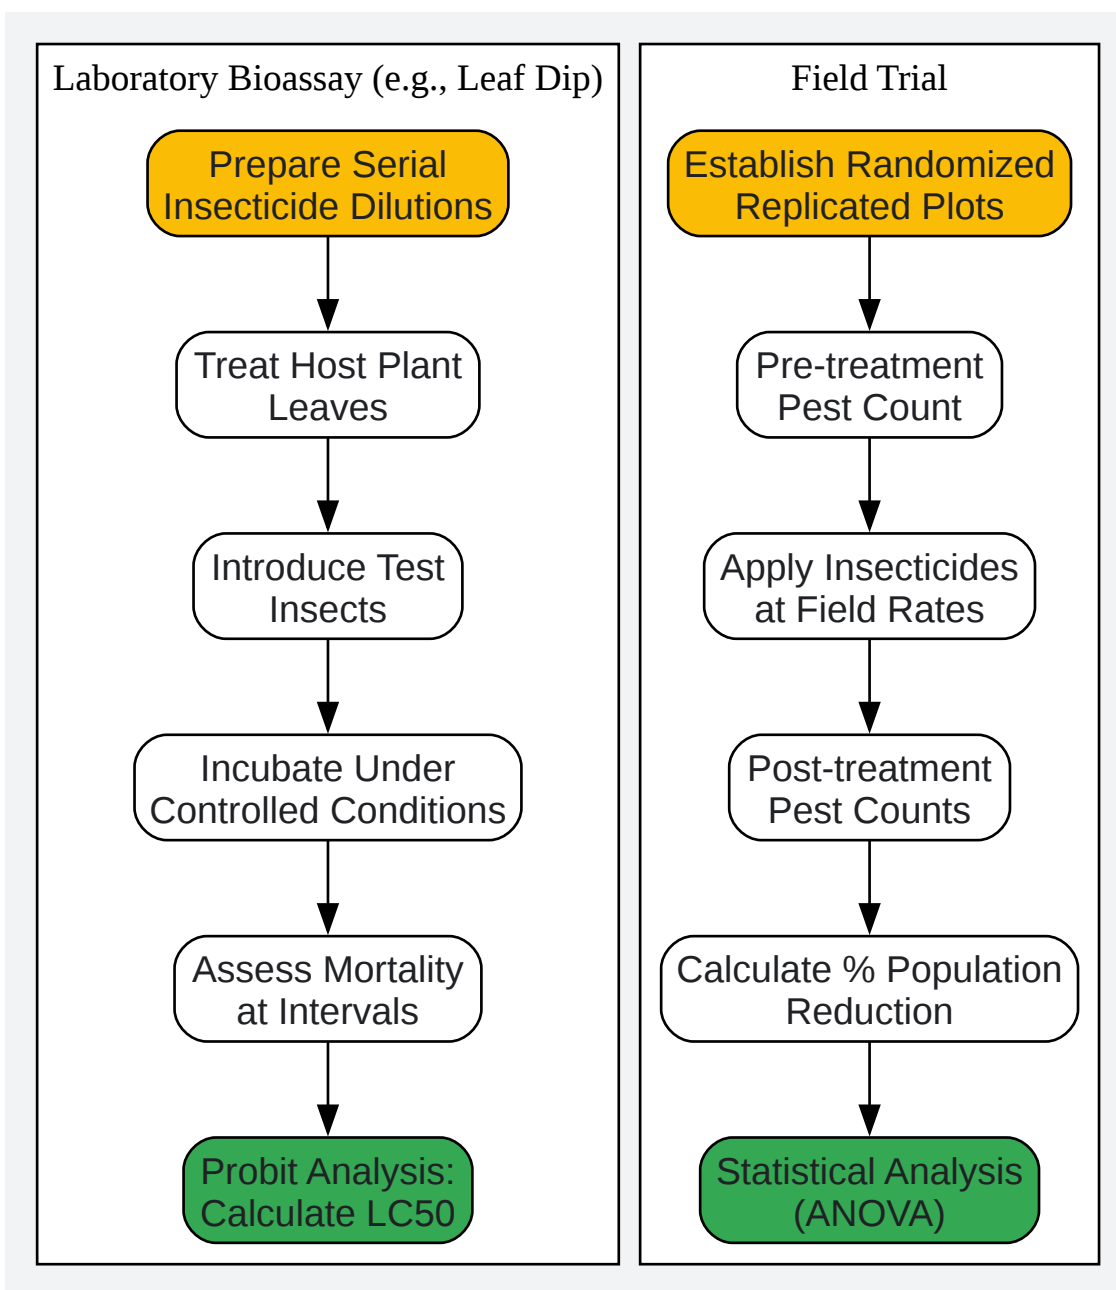 Laboratory Bioassay (e.g., Leaf Dip)
Prepare Serial
Insecticide Dilutions
Treat Host Plant
Leaves
Introduce Test
Insects
Incubate Under
Controlled Conditions
Assess Mortality
at Intervals
Probit Analysis:
Calculate LC50
Field Trial
Establish Randomized
Replicated Plots
Pre-treatment
Pest Count
Apply Insecticides
at Field Rates
Post-treatment
Pest Counts
Calculate % Population
Reduction
Statistical Analysis
(ANOVA)